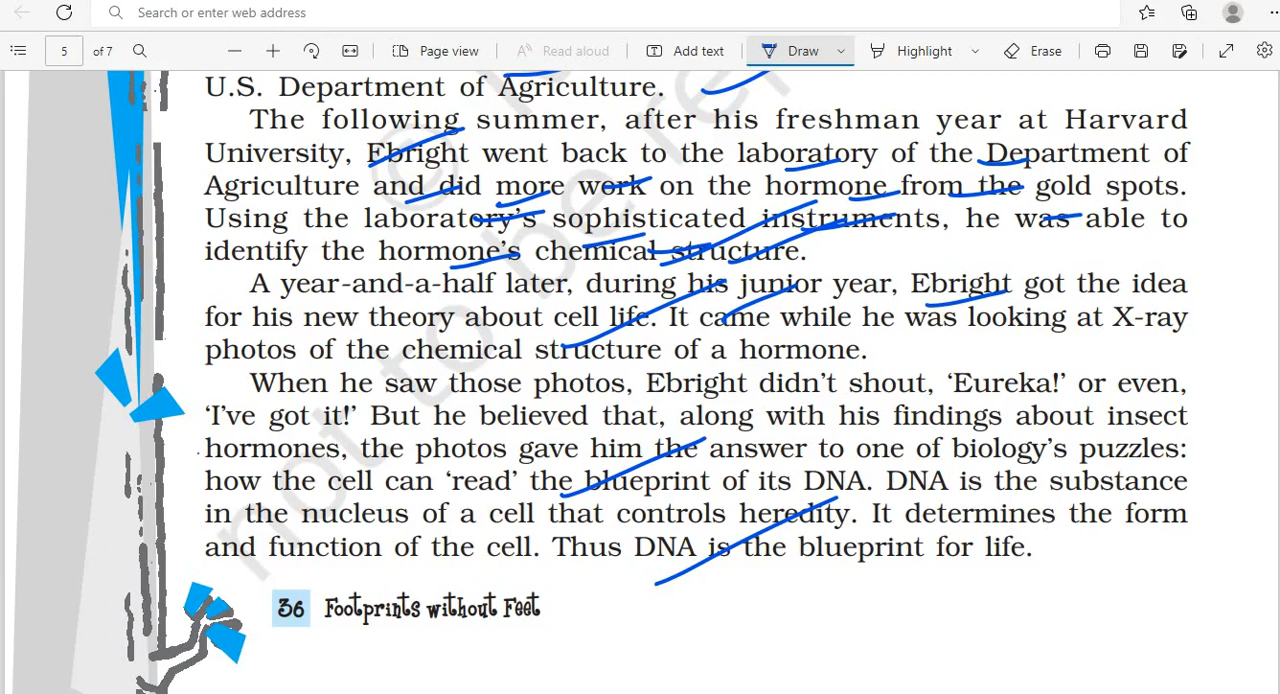 Search or enter web address
5 of 7 Page view Read aloud Add text Draw Highlight Erase
U.S. Department of Agriculture.
The following summer, after his freshman year at Harvard
University, Ebright went back to the laboratory of the Department of
Agriculture and did more work on the hormone from the gold spots.
Using the laboratory's sophisticated instruments, he was able to
identify the hormone's chemical structure.
A year-and-a-half later, during his junior year, Ebright got the idea
for his new theory about cell life. It came while he was looking at X-ray
photos of the chemical structure of a hormone.
When he saw those photos, Ebright didn't shout, ‘Eureka!’ or even,
‘I've got it!’ But he believed that, along with his findings about insect
hormones, the photos gave him the answer to one of biology's puzzles:
how the cell can ‘read’ the blueprint of its DNA. DNA is the substance
in the nucleus of a cell that controls heredity. It determines the form
and function of the cell. Thus DNA is the blueprint for life.
36 Footprints without Feet
not to be re